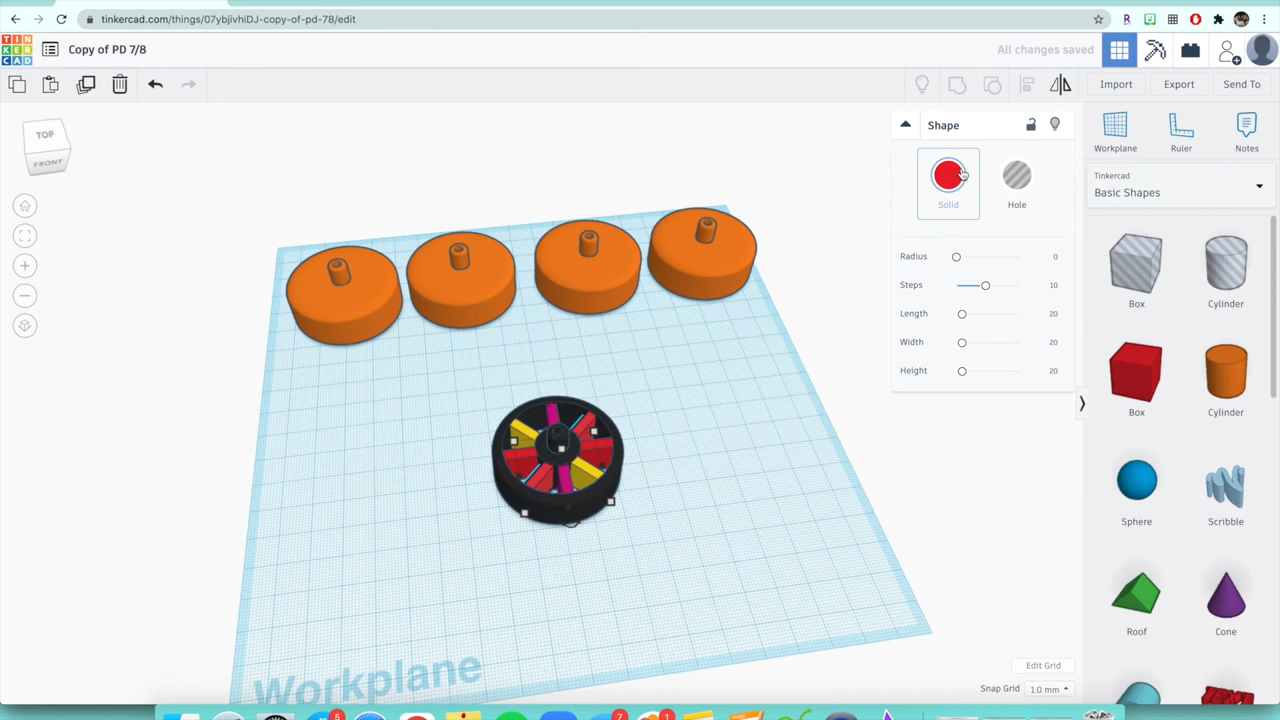 tinkercad.com/things/07ybjivhiDJ-copy-of-pd-78/edit
TIN
KER
CAD
Copy of PD 7/8
All changes saved
Import
Export
Send To
TOP
FRONT
Shape
Solid
Hole
Radius 0
Steps 10
Length 20
Width 20
Height 20
Workplane
Ruler
Notes
Tinkercad
Basic Shapes
Box
Cylinder
Box
Cylinder
Sphere
Scribble
Roof
Cone
Workplane
Edit Grid
Snap Grid 1.0 mm
5
7
1